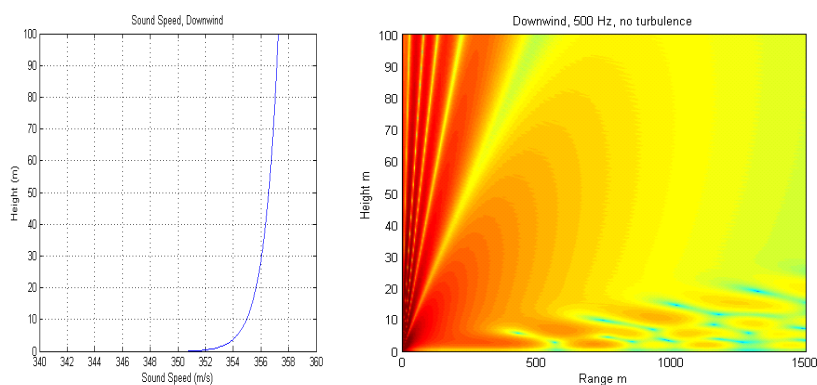 Sound Speed, Downwind
Height (m)
100
90
80
70
60
50
40
30
20
10
0
340 342 344 346 348 350 352 354 356 358 360
Sound Speed (m/s)
Downwind, 500 Hz, no turbulence
Height m
100
90
80
70
60
50
40
30
20
10
0
0 500 1000 1500
Range m